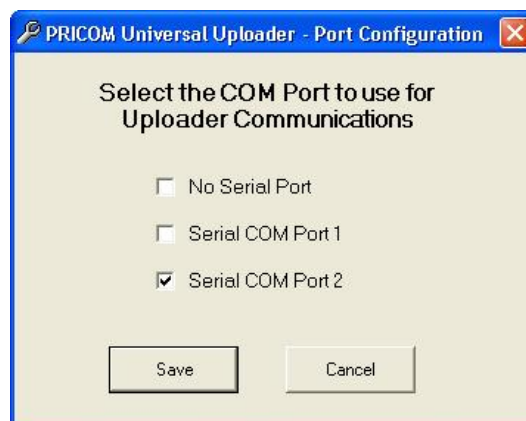 PRICOM Universal Uploader - Port Configuration
Select the COM Port to use for
Uploader Communications
No Serial Port
Serial COM Port 1
Serial COM Port 2
Save
Cancel